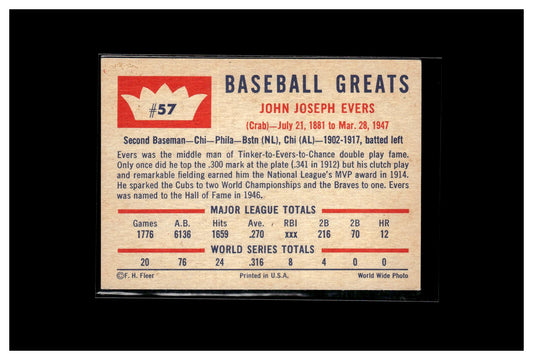 #57
BASEBALL GREATS
JOHN JOSEPH EVERS
(Crab)—July 21, 1881 to Mar. 28, 1947
Second Baseman—Chi—Phila—Bstn (NL), Chi (AL)—1902-1917, batted left
Evers was the middle man of Tinker-to-Evers-to-Chance double play fame.
Only once did he top the .300 mark at the plate (.341 in 1912) but his clutch play
and remarkable fielding earned him the National League's MVP award in 1914.
He sparked the Cubs to two World Championships and the Braves to one. Evers
was named to the Hall of Fame in 1946.
MAJOR LEAGUE TOTALS
Games A.B. Hits Ave. RBI 2B 2B HR
1776 6136 1659 .270 xxx 216 70 12
WORLD SERIES TOTALS
20 76 24 .316 8 4 0 0
©F. H. Fleer Printed in U.S.A. World Wide Photo